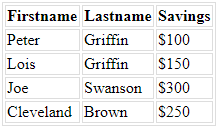 Firstname Lastname Savings
Peter Griffin $100
Lois Griffin $150
Joe Swanson $300
Cleveland Brown $250